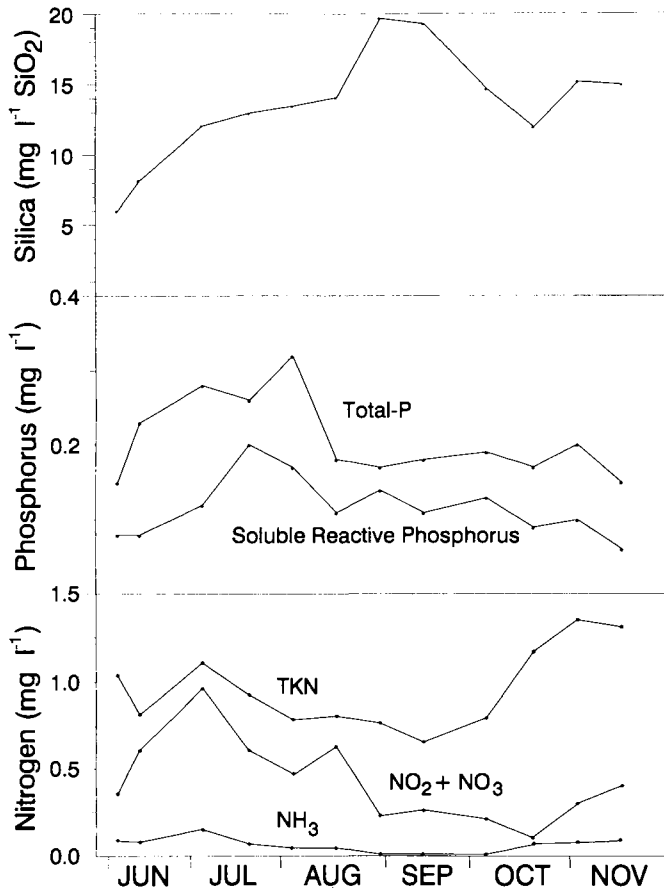 Silica (mg l⁻¹ SiO₂)
20
15
10
5
Phosphorus (mg l⁻¹)
0.4
0.2
Total-P
Soluble Reactive Phosphorus
Nitrogen (mg l⁻¹)
1.5
1.0
0.5
0.0
TKN
NO₂ + NO₃
NH₃
JUN JUL AUG SEP OCT NOV